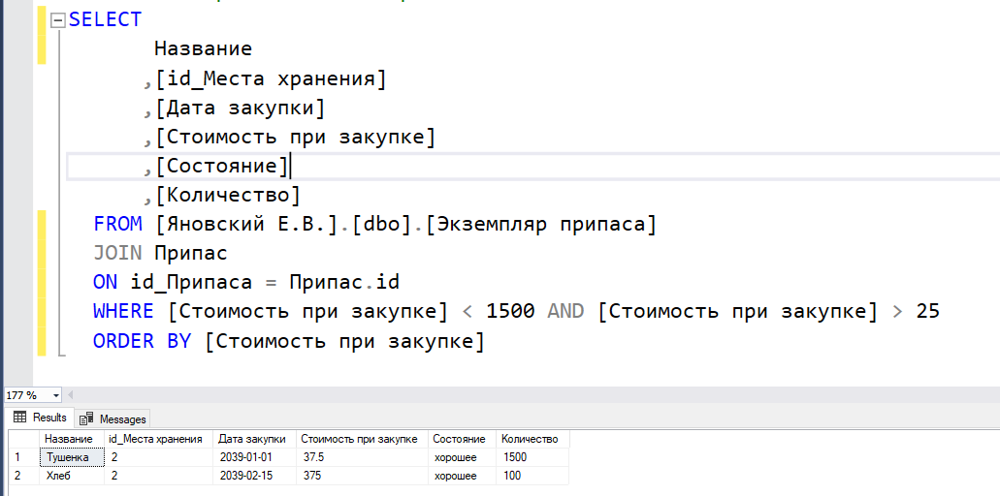 SELECT
Название
,[id_Места хранения]
,[Дата закупки]
,[Стоимость при закупке]
,[Состояние]
,[Количество]
FROM [Яновский Е.В.].[dbo].[Экземпляр припаса]
JOIN Припас
ON id_Припаса = Припас.id
WHERE [Стоимость при закупке] < 1500 AND [Стоимость при закупке] > 25
ORDER BY [Стоимость при закупке]
177 %
Results Messages
Название id_Места хранения Дата закупки Стоимость при закупке Состояние Количество
1 Тушенка 2 2039-01-01 37.5 хорошее 1500
2 Хлеб 2 2039-02-15 375 хорошее 100